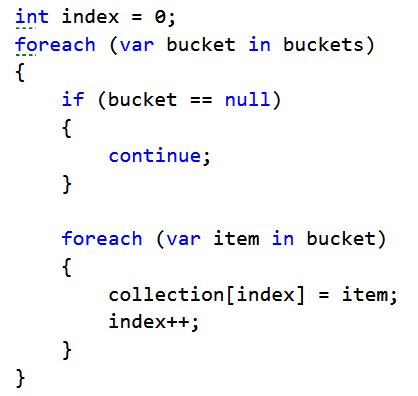 int index = 0;
foreach (var bucket in buckets)
{
    if (bucket == null)
    {
        continue;
    }

    foreach (var item in bucket)
    {
        collection[index] = item;
        index++;
    }
}